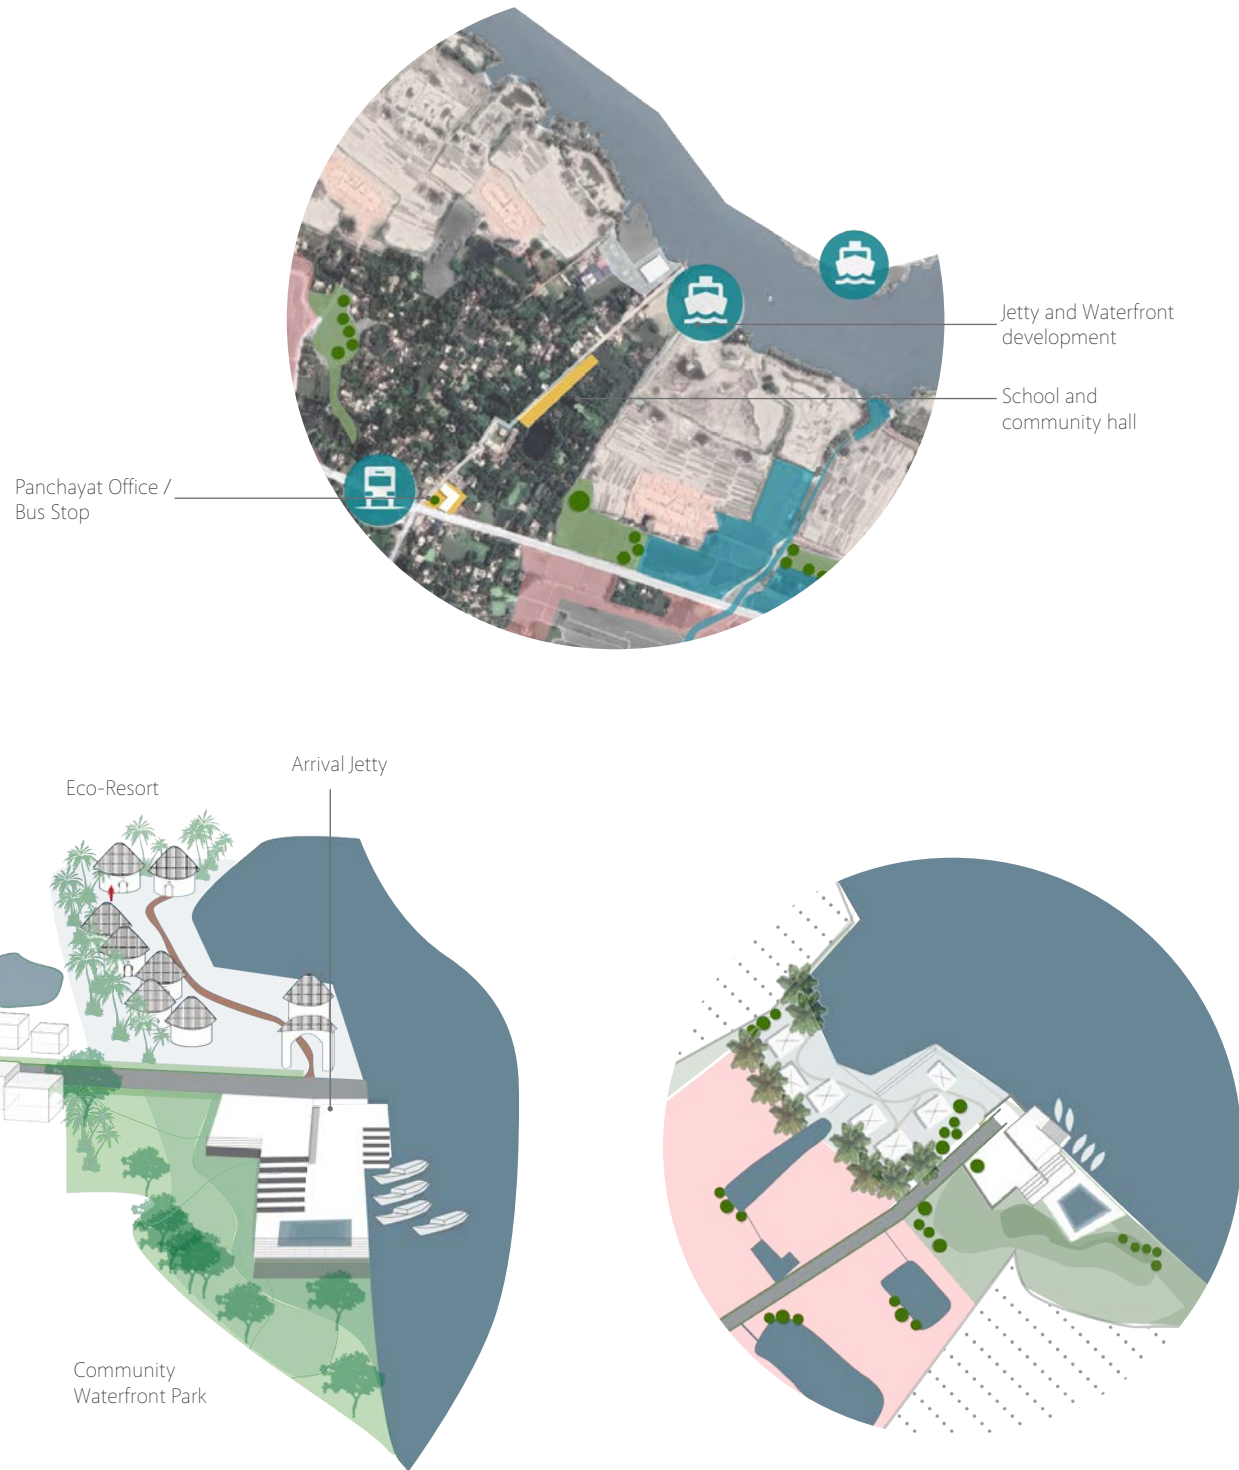 Jetty and Waterfront
development
School and
community hall
Panchayat Office /
Bus Stop
Arrival Jetty
Eco-Resort
Community
Waterfront Park